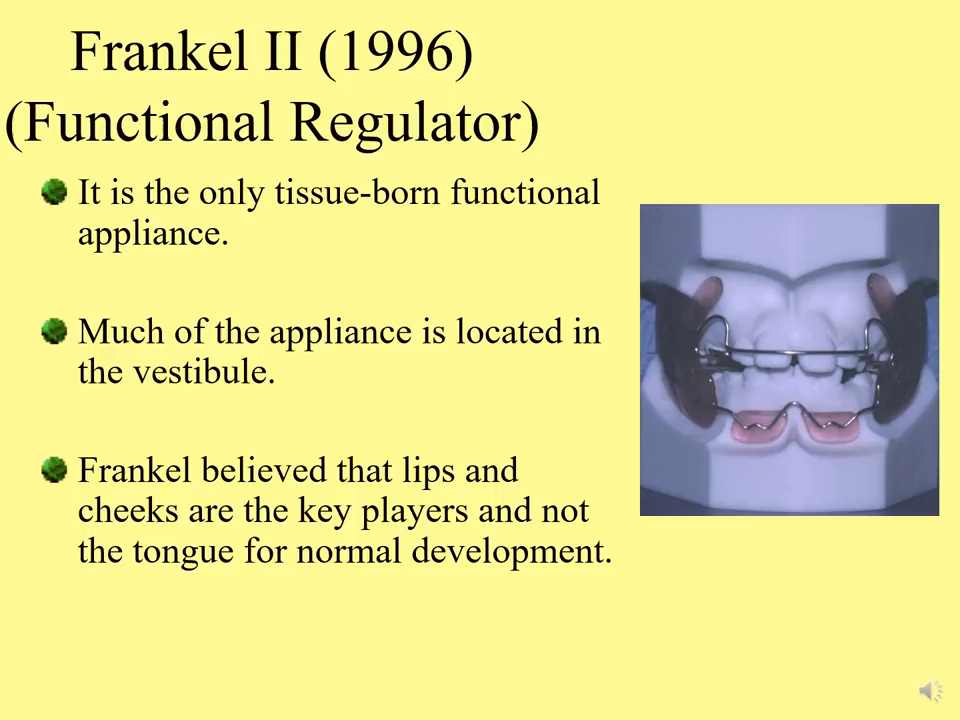 Frankel II (1996)
(Functional Regulator)
It is the only tissue-born functional
appliance.
Much of the appliance is located in
the vestibule.
Frankel believed that lips and
cheeks are the key players and not
the tongue for normal development.